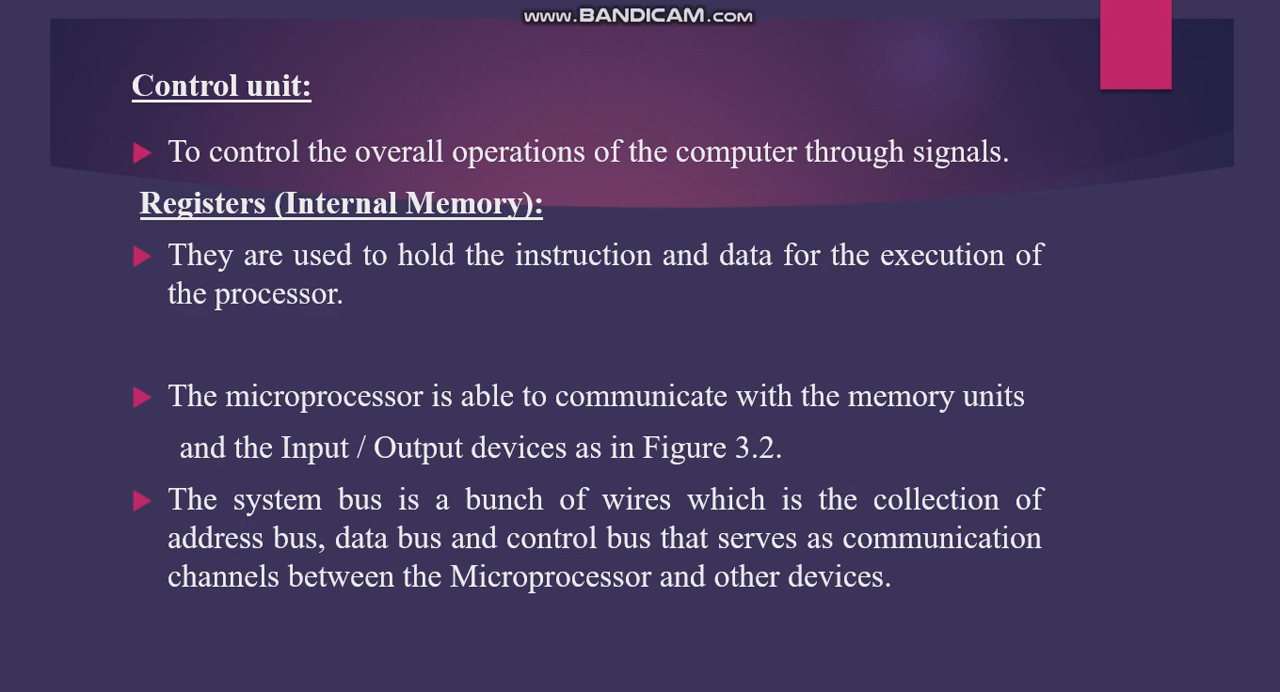 www.BANDICAM.com
Control unit:
To control the overall operations of the computer through signals.
Registers (Internal Memory):
They are used to hold the instruction and data for the execution of
the processor.
The microprocessor is able to communicate with the memory units
and the Input / Output devices as in Figure 3.2.
The system bus is a bunch of wires which is the collection of
address bus, data bus and control bus that serves as communication
channels between the Microprocessor and other devices.